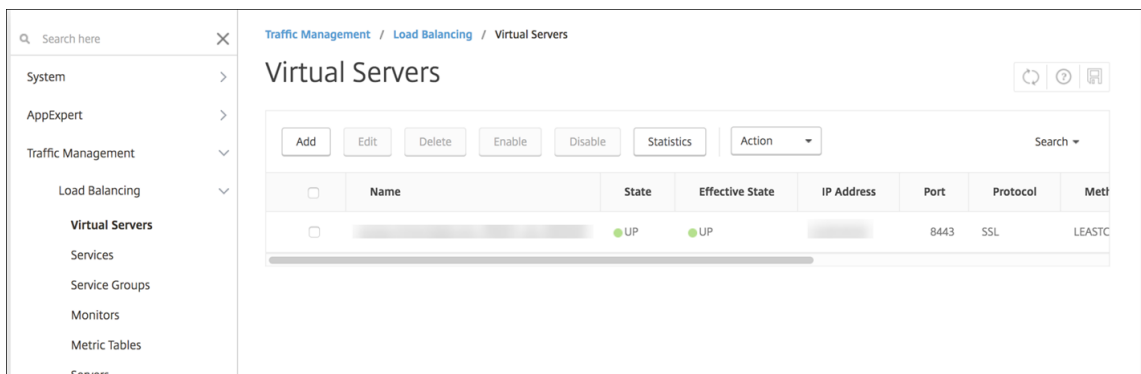 Search here
System
AppExpert
Traffic Management
Load Balancing
Virtual Servers
Services
Service Groups
Monitors
Metric Tables
Servers
Traffic Management / Load Balancing / Virtual Servers
Virtual Servers
Add Edit Delete Enable Disable Statistics Action Search
Name State Effective State IP Address Port Protocol Meth
UP UP 8443 SSL LEASTC